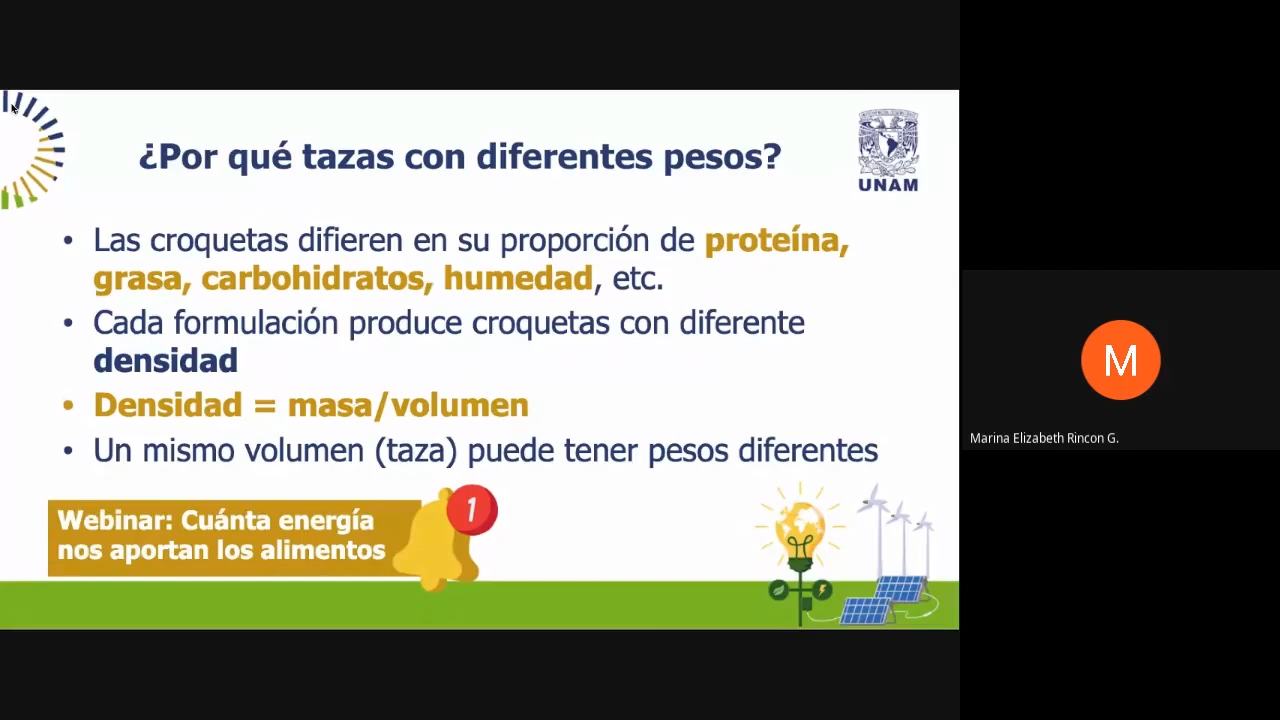 ¿Por qué tazas con diferentes pesos?
UNAM
• Las croquetas difieren en su proporción de proteína,
grasa, carbohidratos, humedad, etc.
• Cada formulación produce croquetas con diferente
densidad
• Densidad = masa/volumen
• Un mismo volumen (taza) puede tener pesos diferentes
Webinar: Cuánta energía
nos aportan los alimentos
1
M
Marina Elizabeth Rincon G.